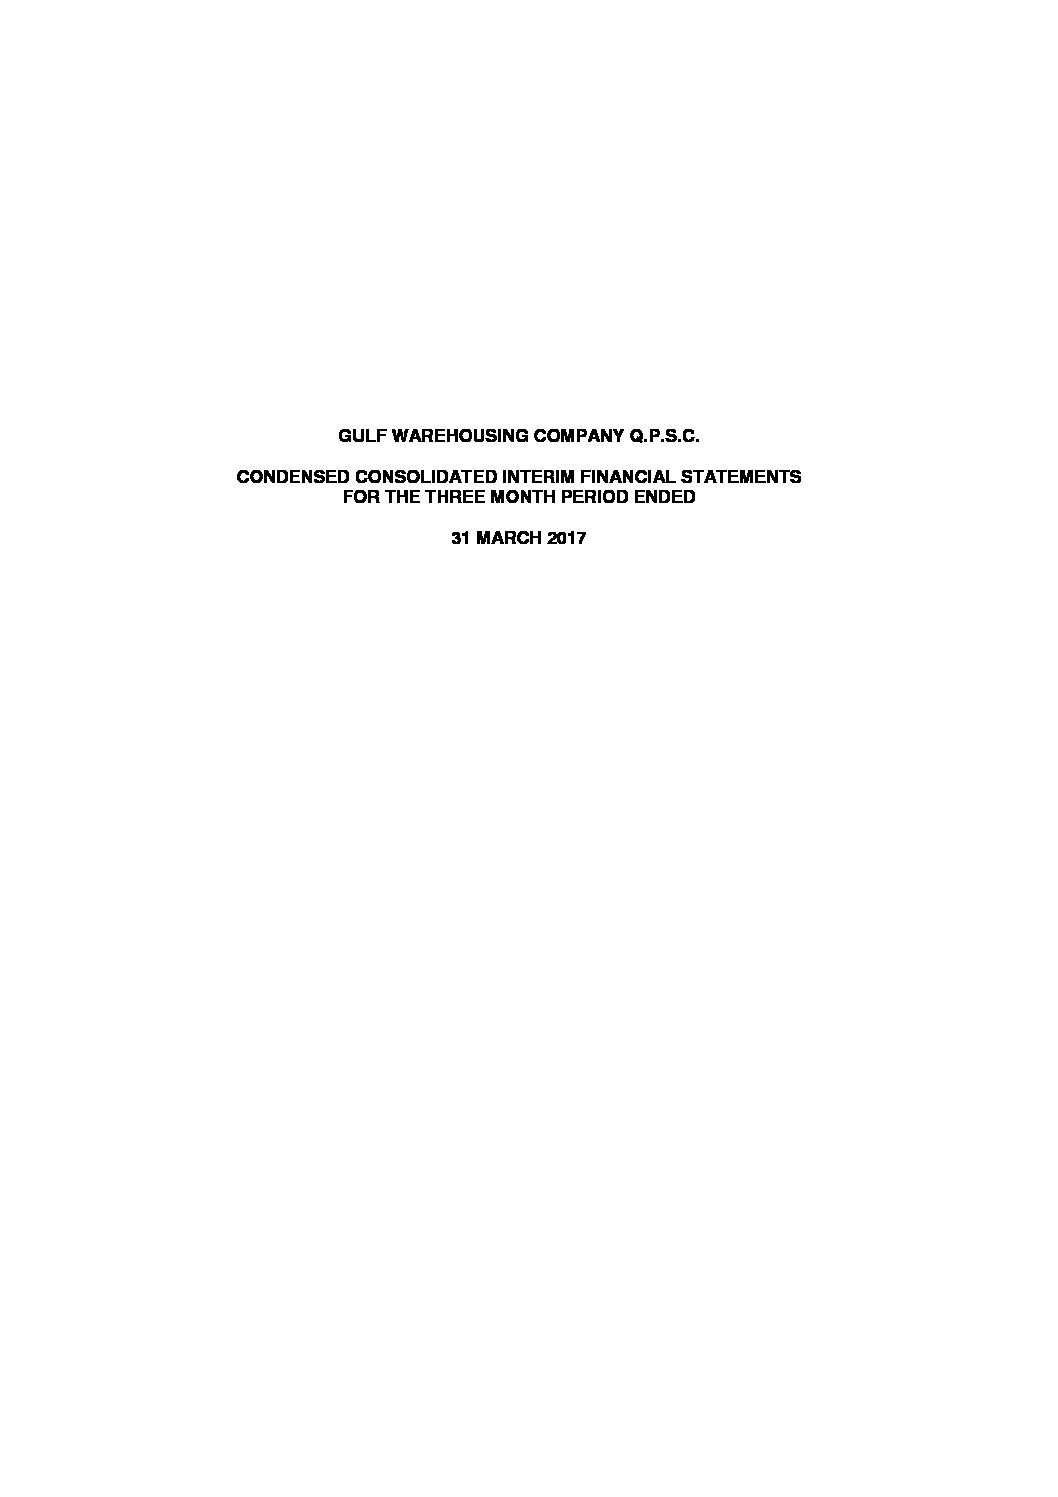 GULF WAREHOUSING COMPANY Q.P.S.C.
CONDENSED CONSOLIDATED INTERIM FINANCIAL STATEMENTS
FOR THE THREE MONTH PERIOD ENDED
31 MARCH 2017